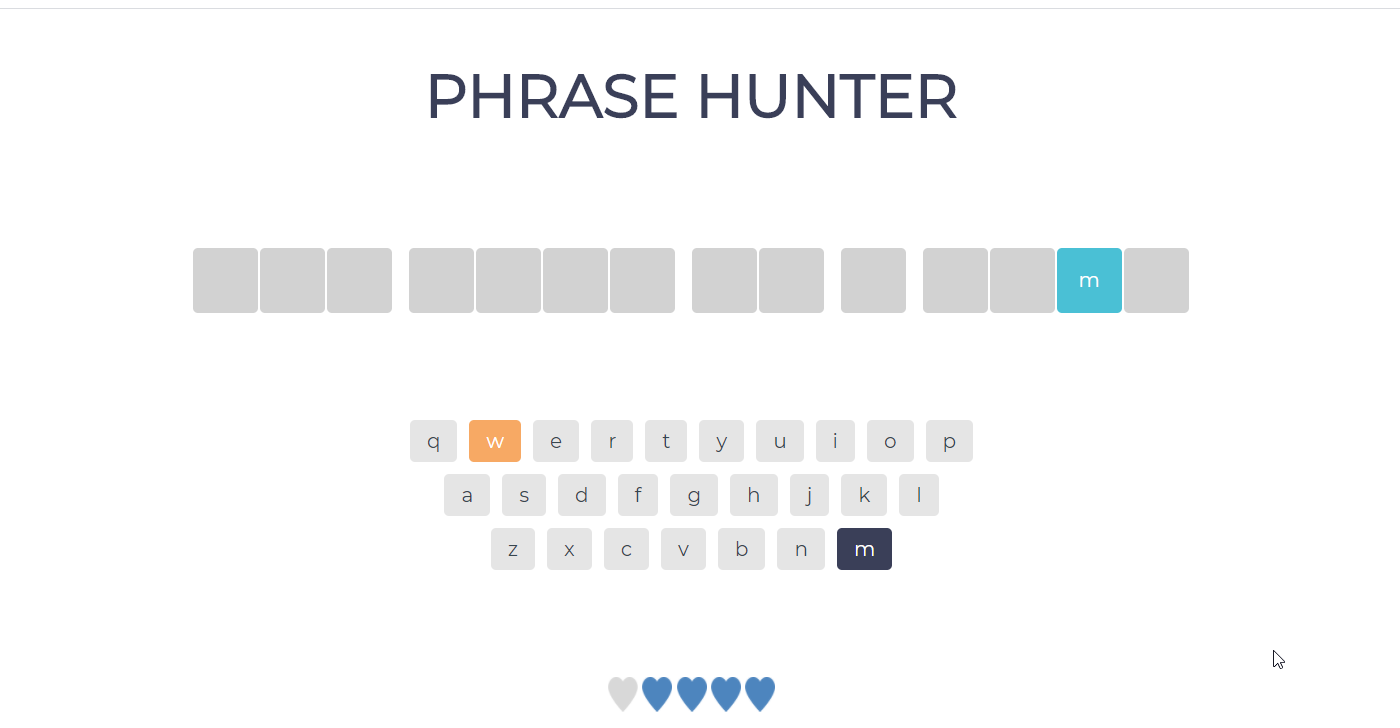 PHRASE HUNTER
m
q w e r t y u i o p
a s d f g h j k l
z x c v b n m